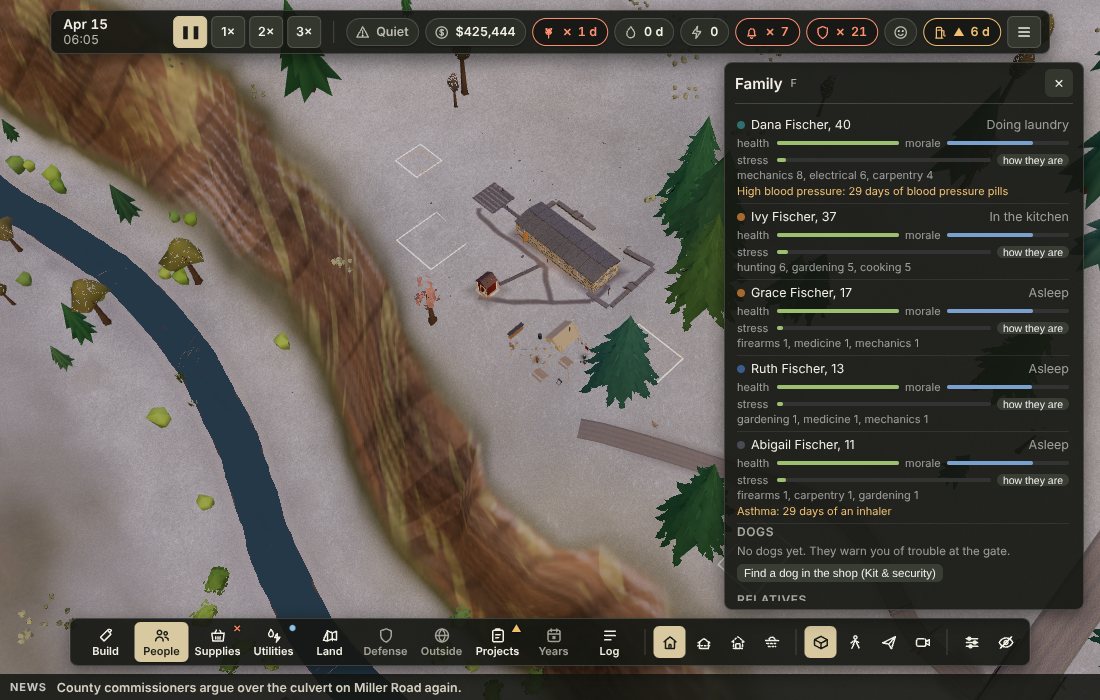 Apr 15
06:05
1×
2×
3×
Quiet
$425,444
× 1 d
0 d
0
× 7
× 21
6 d
Family F
Dana Fischer, 40 Doing laundry
health morale
stress how they are
mechanics 8, electrical 6, carpentry 4
High blood pressure: 29 days of blood pressure pills
Ivy Fischer, 37 In the kitchen
health morale
stress how they are
hunting 6, gardening 5, cooking 5
Grace Fischer, 17 Asleep
health morale
stress how they are
firearms 1, medicine 1, mechanics 1
Ruth Fischer, 13 Asleep
health morale
stress how they are
gardening 1, medicine 1, mechanics 1
Abigail Fischer, 11 Asleep
health morale
stress how they are
firearms 1, carpentry 1, gardening 1
Asthma: 29 days of an inhaler
DOGS
No dogs yet. They warn you of trouble at the gate.
Find a dog in the shop (Kit & security)
RELATIVES
Build
People
Supplies
Utilities
Land
Defense
Outside
Projects
Years
Log
NEWS County commissioners argue over the culvert on Miller Road again.